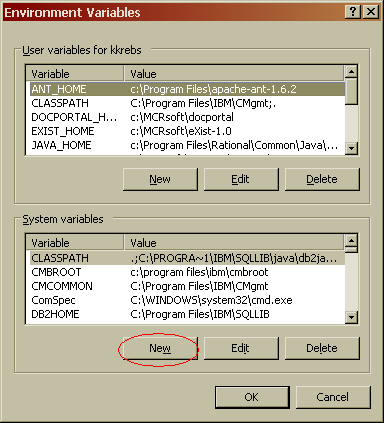 Environment Variables
User variables for kkrebs
Variable Value
ANT_HOME c:\Program Files\apache-ant-1.6.2
CLASSPATH c:\Program Files\IBM\CMgmt;.
DOCPORTAL_H... c:\MCRsoft\docportal
EXIST_HOME c:\MCRsoft\eXist-1.0
JAVA_HOME c:\Program Files\Rational\Common\Java\...
New Edit Delete
System variables
Variable Value
CLASSPATH .;C:\PROGRA~1\IBM\SQLLIB\java\db2ja...
CMBROOT c:\program files\ibm\cmbroot
CMCOMMON c:\Program Files\IBM\CMgmt
ComSpec C:\WINDOWS\system32\cmd.exe
DB2HOME C:\Program Files\IBM\SQLLIB
New Edit Delete
OK Cancel